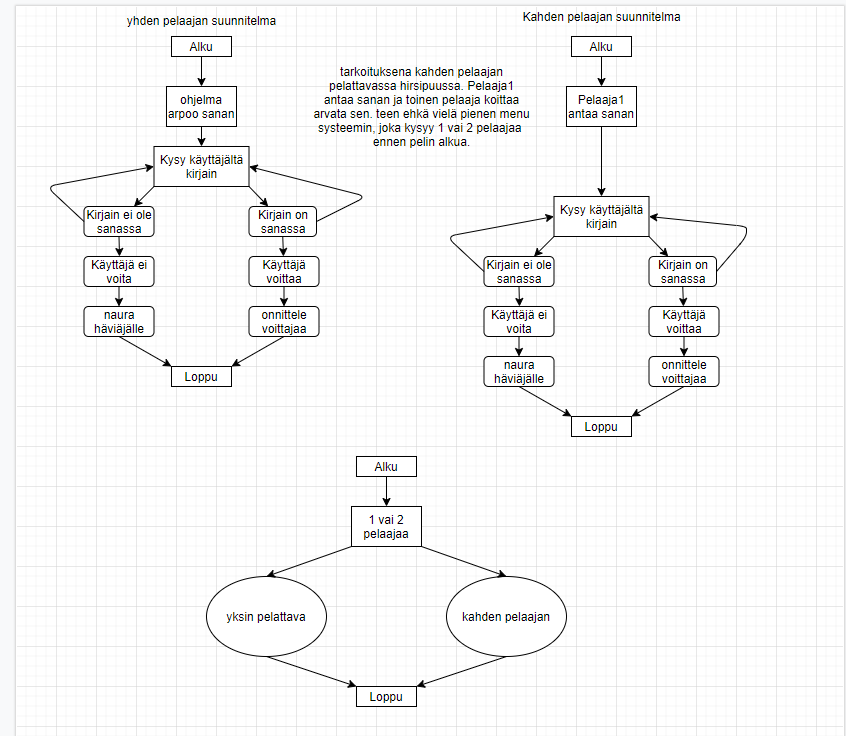 yhden pelaajan suunnitelma
Alku
ohjelma
arpoo sanan
Kysy käyttäjältä
kirjain
Kirjain ei ole
sanassa
Kirjain on
sanassa
Käyttäjä ei
voita
Käyttäjä
voittaa
naura
häviäjälle
onnittele
voittajaa
Loppu
tarkoituksena kahden pelaajan
pelattavassa hirsipuussa. Pelaaja1
antaa sanan ja toinen pelaaja koittaa
arvata sen. teen ehkä vielä pienen menu
systeemin, joka kysyy 1 vai 2 pelaajaa
ennen pelin alkua.
Kahden pelaajan suunnitelma
Alku
Pelaaja1
antaa sanan
Kysy käyttäjältä
kirjain
Kirjain ei ole
sanassa
Kirjain on
sanassa
Käyttäjä ei
voita
Käyttäjä
voittaa
naura
häviäjälle
onnittele
voittajaa
Loppu
Alku
1 vai 2
pelaajaa
yksin pelattava
kahden pelaajan
Loppu